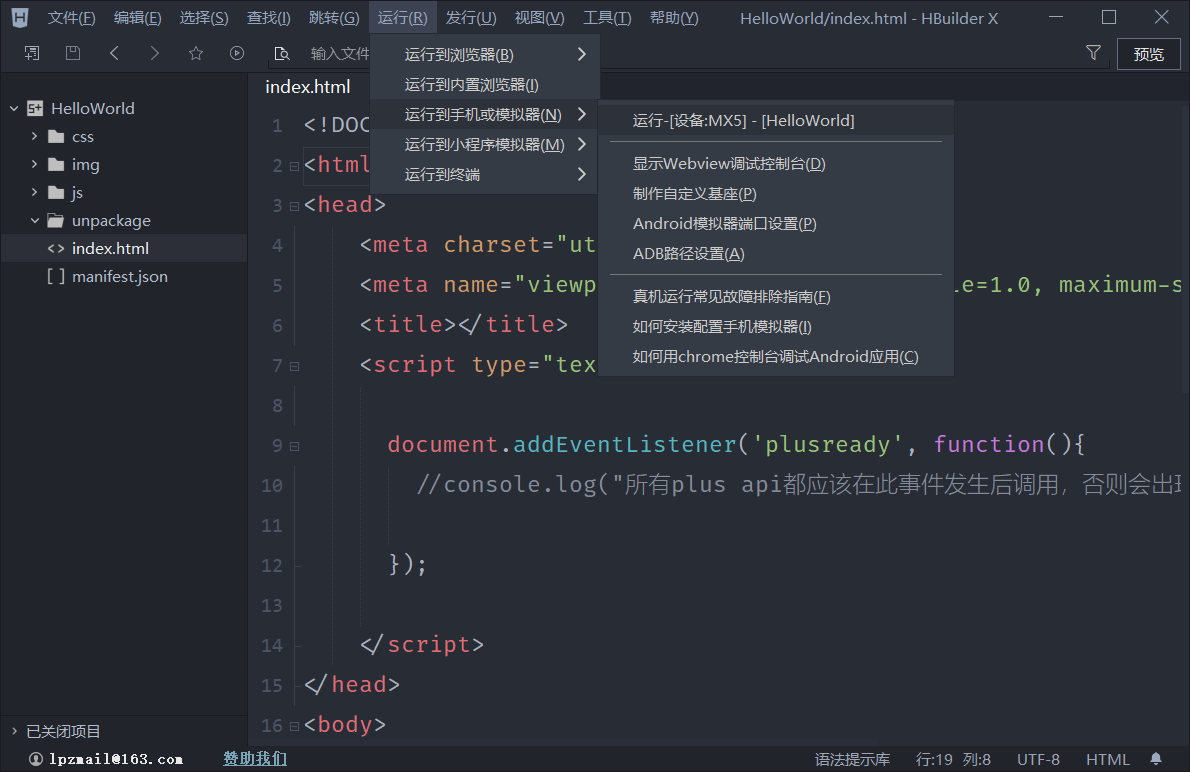 文件(F) 编辑(E) 选择(S) 查找(I) 跳转(G) 运行(R) 发行(U) 视图(V) 工具(T) 帮助(Y) HelloWorld/index.html - HBuilder X
输入文件
预览
HelloWorld
css
img
js
unpackage
<> index.html
[ ] manifest.json
已关闭项目
index.html
运行到浏览器(B)
运行到内置浏览器(I)
运行到手机或模拟器(N)
运行到小程序模拟器(M)
运行到终端
运行-[设备:MX5] - [HelloWorld]
显示Webview调试控制台(D)
制作自定义基座(P)
Android模拟器端口设置(P)
ADB路径设置(A)
真机运行常见故障排除指南(F)
如何安装配置手机模拟器(I)
如何用chrome控制台调试Android应用(C)
1 <!DOC
2 <html
3 <head>
4 <meta charset="ut
5 <meta name="viewp le=1.0, maximum-s
6 <title></title>
7 <script type="tex
8
9 document.addEventListener('plusready', function(){
10 //console.log("所有plus api都应该在此事件发生后调用，否则会出现
11
12 });
13
14 </script>
15 </head>
16 <body>
lpzmail@163.com 赞助我们 语法提示库 行:19 列:8 UTF-8 HTML